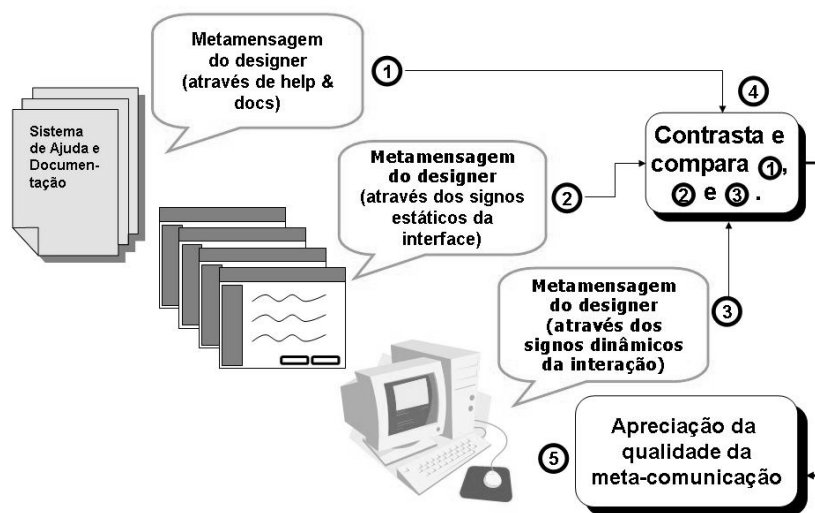 Metamensagem
do designer
(através de help &
docs)
1
Sistema
de Ajuda e
Documen-
tação
Metamensagem
do designer
(através dos signos
estáticos da
interface)
2
Metamensagem
do designer
(através dos
signos dinâmicos
da interação)
3
4
Contrasta e
compara 1,
2 e 3 .
5
Apreciação da
qualidade da
meta-comunicação